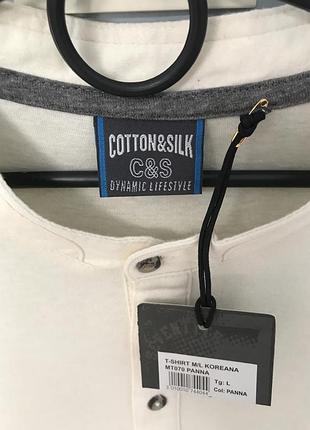 COTTON&SILK
C&S
DYNAMIC LIFESTYLE
T-SHIRT M/L KOREANA
MT070 PANNA
Tg: L
Col: PANNA